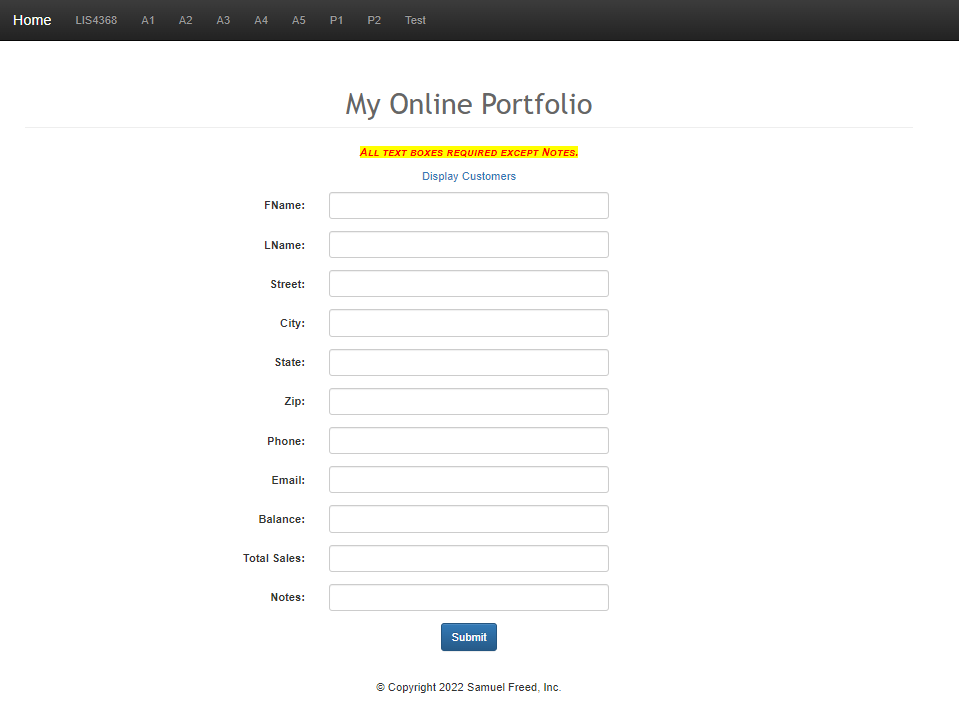 Home LIS4368 A1 A2 A3 A4 A5 P1 P2 Test
My Online Portfolio
All text boxes required except Notes.
Display Customers
FName:
LName:
Street:
City:
State:
Zip:
Phone:
Email:
Balance:
Total Sales:
Notes:
Submit
© Copyright 2022 Samuel Freed, Inc.